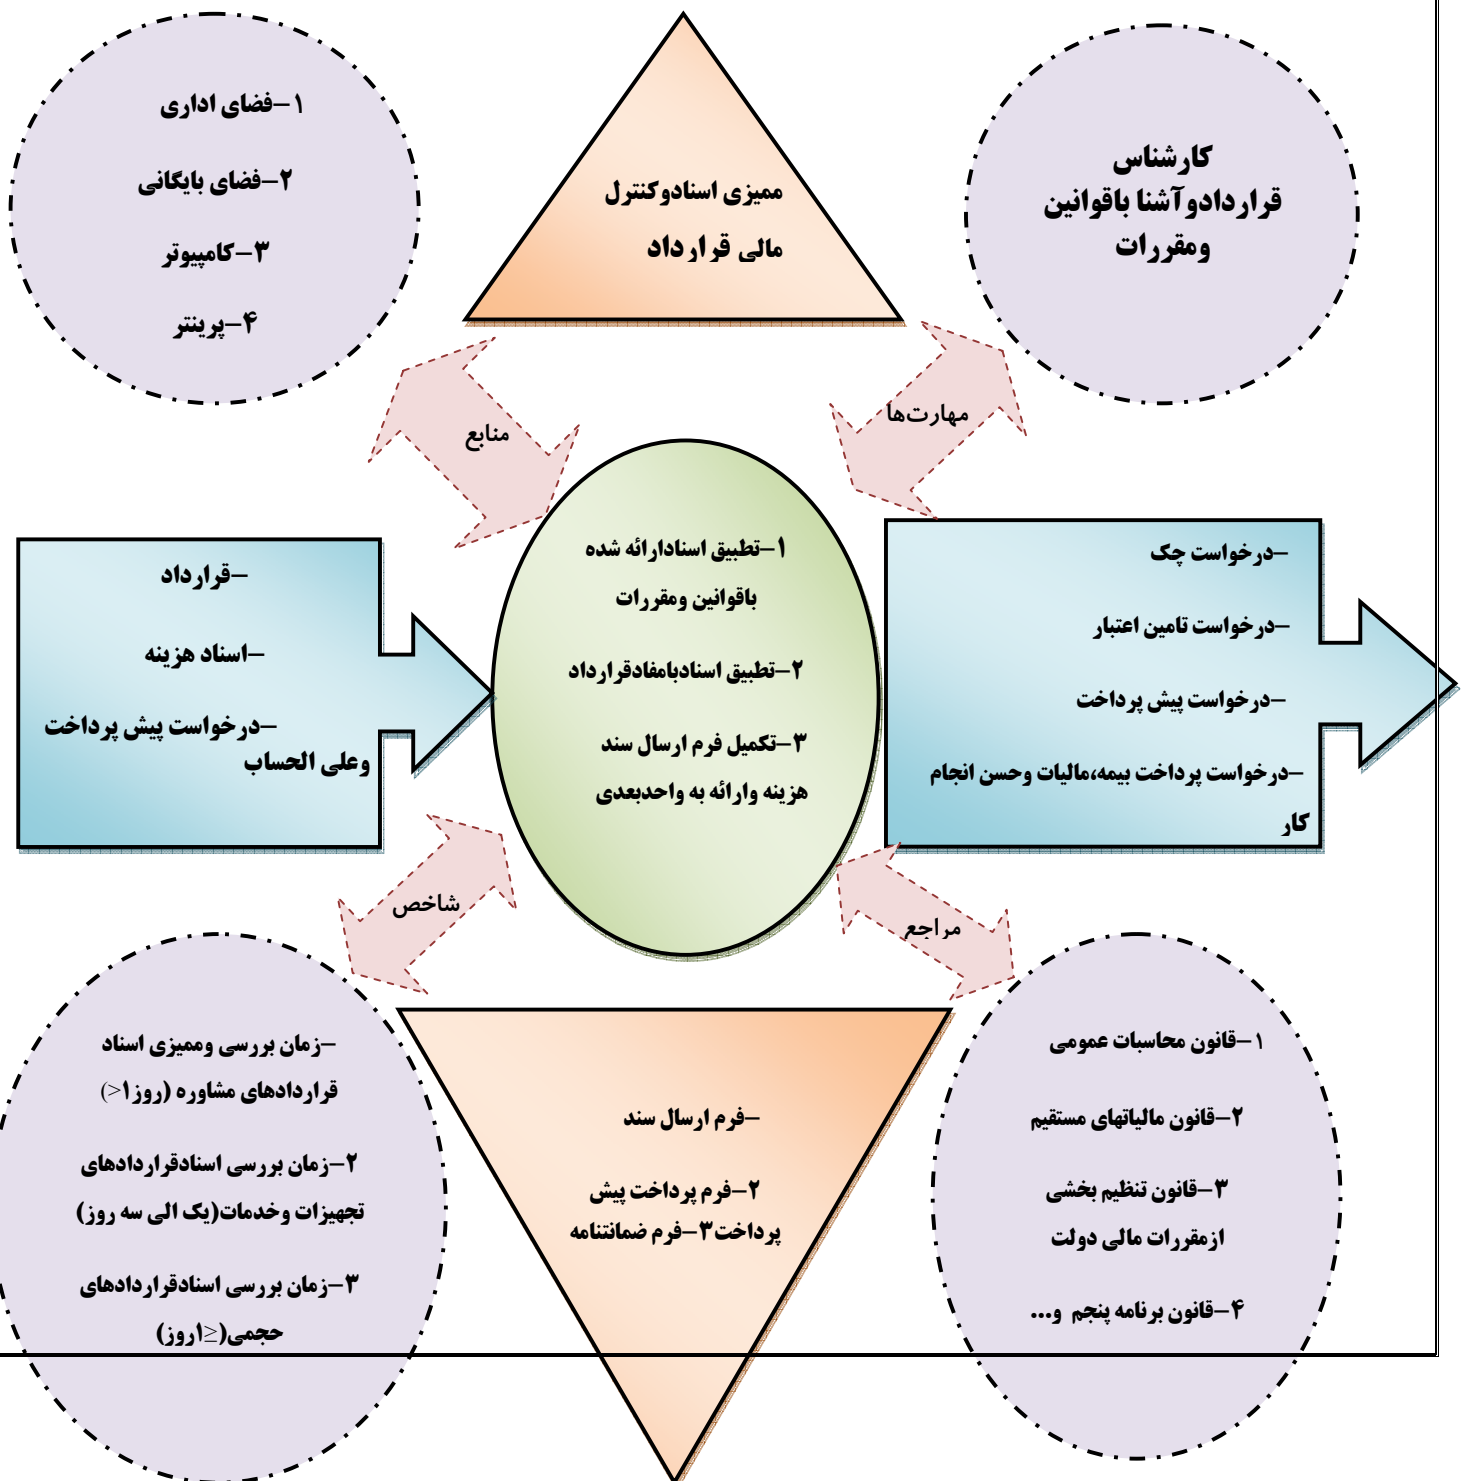 ۱-فضای اداری
۲-فضای بایگانی
۳-کامپیوتر
۴-پرینتر
ممیزی اسنادوکنترل
مالی قرارداد
کارشناس
قراردادوآشنا باقوانین
ومقررات
منابع
مهارت‌ها
-قرارداد
-اسناد هزینه
-درخواست پیش پرداخت
وعلی الحساب
۱-تطبیق اسنادارائه شده
باقوانین ومقررات
۲-تطبیق اسنادبامفادقرارداد
۳-تکمیل فرم ارسال سند
هزینه وارائه به واحدبعدی
-درخواست چک
-درخواست تامین اعتبار
-درخواست پیش پرداخت
-درخواست پرداخت بیمه،مالیات وحسن انجام
کار
شاخص
مراجع
-زمان بررسی وممیزی اسناد
قراردادهای مشاوره (روز۱<)
۲-زمان بررسی اسنادقراردادهای
تجهیزات وخدمات(یک الی سه روز)
۳-زمان بررسی اسنادقراردادهای
حجمی(≤۱روز)
-فرم ارسال سند
۲-فرم پرداخت پیش
پرداخت۳-فرم ضمانتنامه
۱-قانون محاسبات عمومی
۲-قانون مالیاتهای مستقیم
۳-قانون تنظیم بخشی
ازمقررات مالی دولت
۴-قانون برنامه پنجم و...